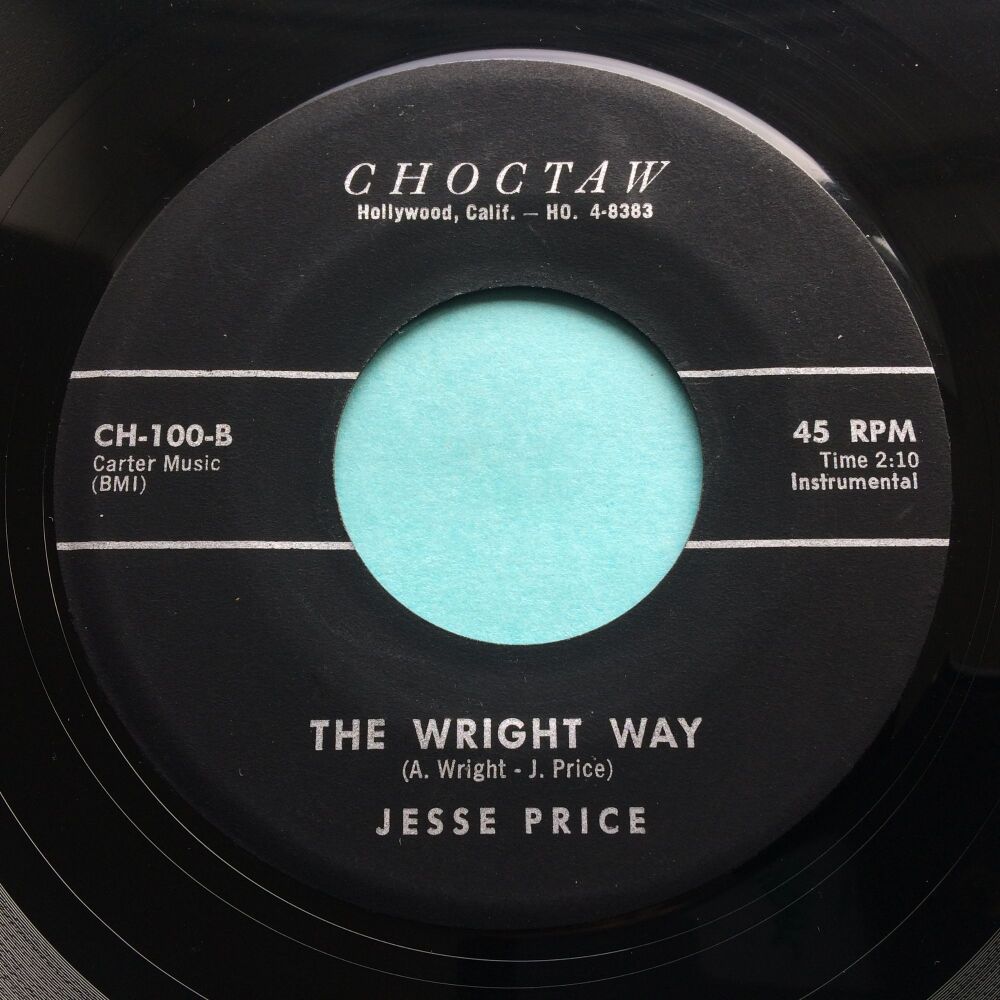 CHOCTAW
Hollywood, Calif. — HO. 4-8383
CH-100-B
Carter Music
(BMI)
45 RPM
Time 2:10
Instrumental
THE WRIGHT WAY
(A. Wright - J. Price)
JESSE PRICE